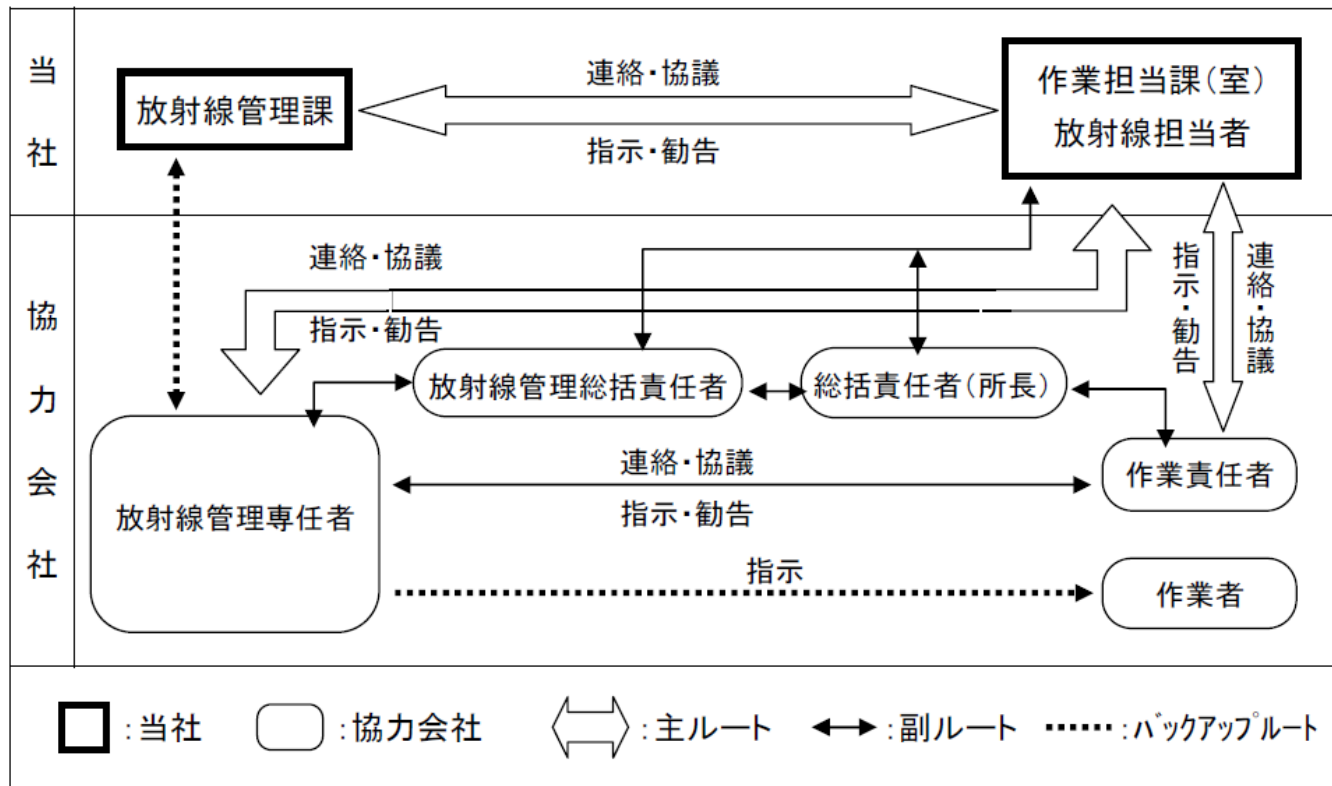 当社
放射線管理課
連絡・協議
指示・勧告
作業担当課(室)
放射線担当者
協力会社
連絡・協議
指示・勧告
指示・勧告
連絡・協議
放射線管理総括責任者
総括責任者(所長)
放射線管理専任者
連絡・協議
指示・勧告
作業責任者
指示
作業者
:当社
:協力会社
:主ルート
:副ルート
:バックアップルート